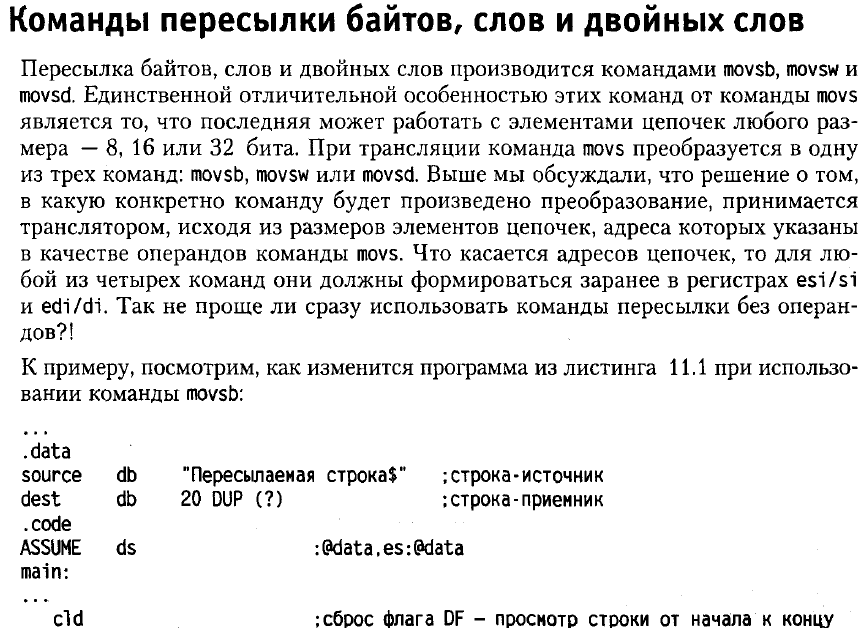 Команды пересылки байтов, слов и двойных слов
Пересылка байтов, слов и двойных слов производится командами movsb, movsw и
movsd. Единственной отличительной особенностью этих команд от команды movs
является то, что последняя может работать с элементами цепочек любого раз-
мера — 8, 16 или 32 бита. При трансляции команда movs преобразуется в одну
из трех команд: movsb, movsw или movsd. Выше мы обсуждали, что решение о том,
в какую конкретно команду будет произведено преобразование, принимается
транслятором, исходя из размеров элементов цепочек, адреса которых указаны
в качестве операндов команды movs. Что касается адресов цепочек, то для лю-
бой из четырех команд они должны формироваться заранее в регистрах esi/si
и edi/di. Так не проще ли сразу использовать команды пересылки без операн-
дов?!
К примеру, посмотрим, как изменится программа из листинга 11.1 при использо-
вании команды movsb:
...
.data
source db "Пересылаемая строка$" ;строка-источник
dest db 20 DUP (?) ;строка-приемник
.code
ASSUME ds :@data,es:@data
main:
...
cld ;сброс флага DF – просмотр строки от начала к концу